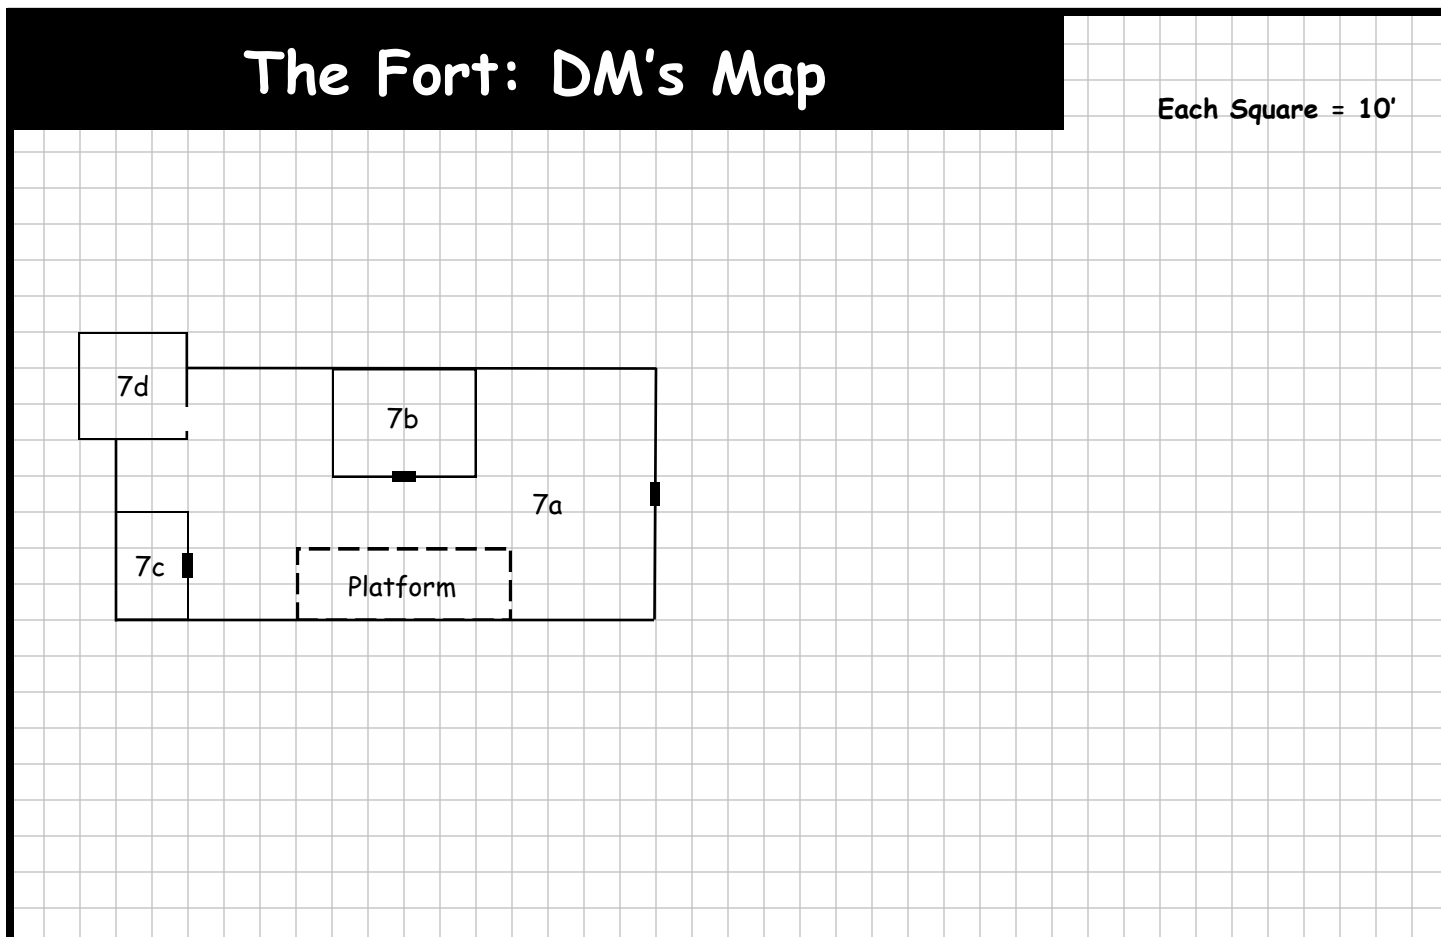 The Fort: DM's Map
Each Square = 10'
7d
7b
7a
7c
Platform